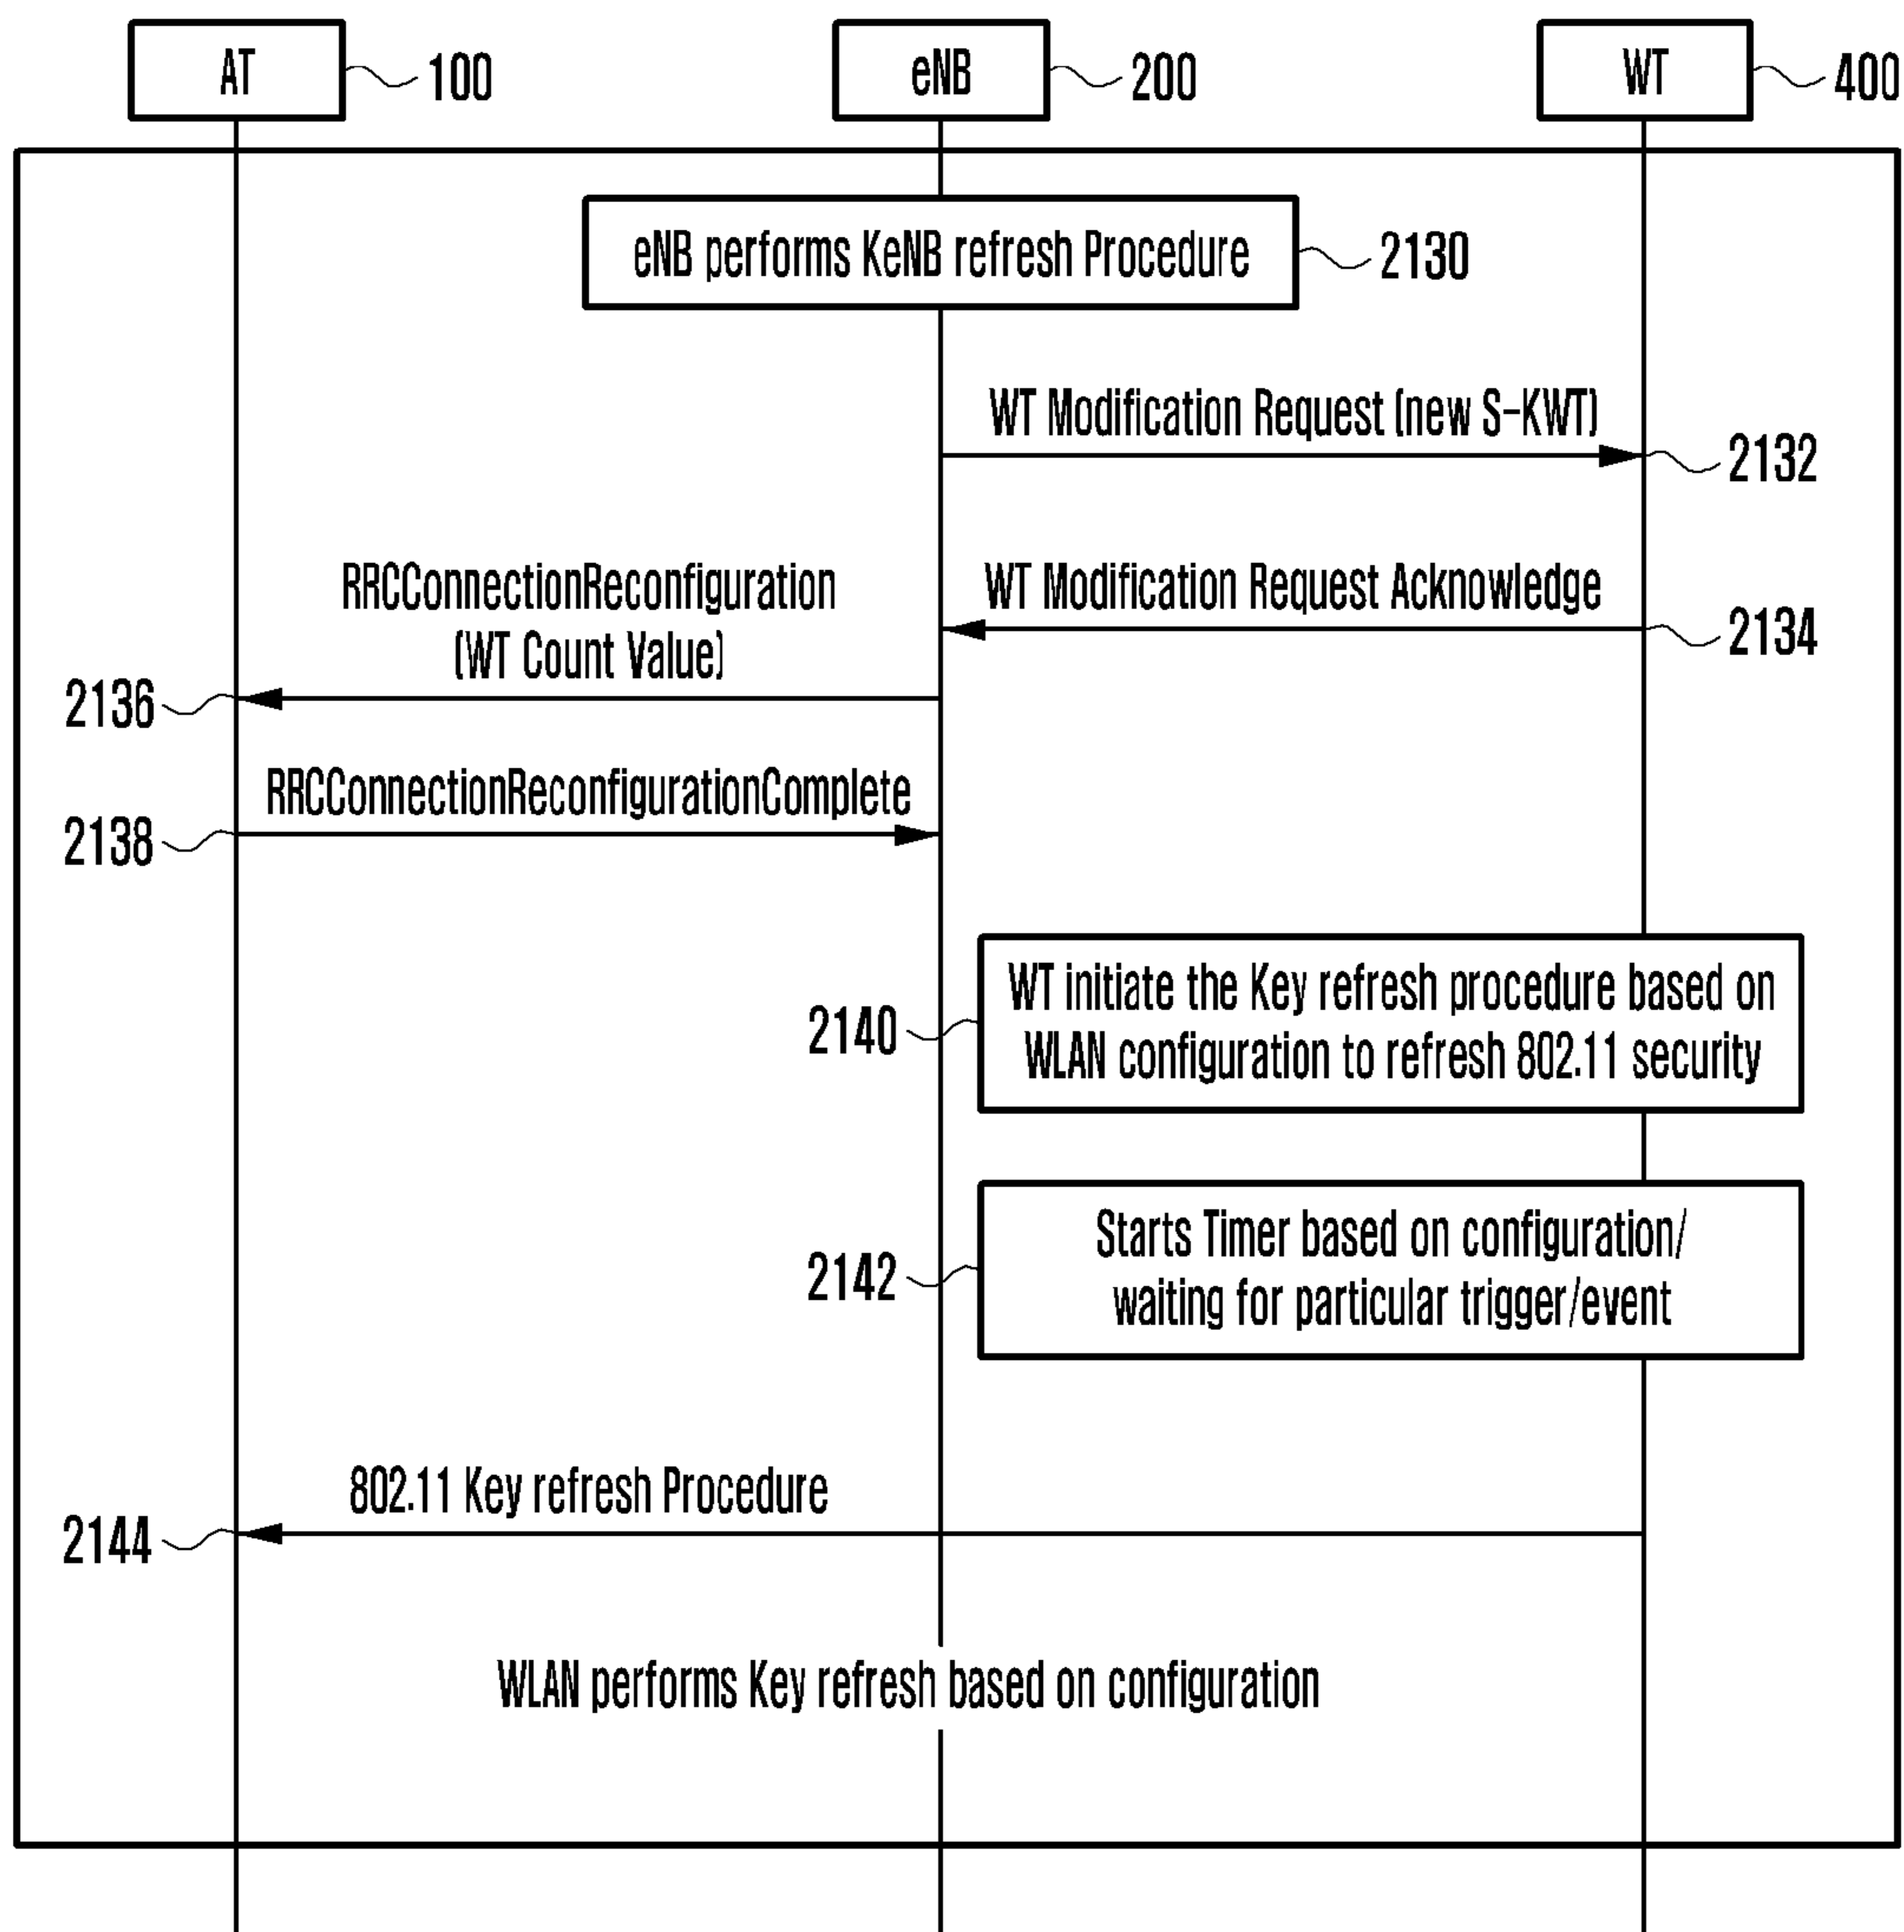 AT
100
eNB
200
WT
400
eNB performs KeNB refresh Procedure
2130
WT Modification Request (new S-KWT)
2132
RRCConnectionReconfiguration
(WT Count Value)
2136
WT Modification Request Acknowledge
2134
RRCConnectionReconfigurationComplete
2138
WT initiate the Key refresh procedure based on
WLAN configuration to refresh 802.11 security
2140
Starts Timer based on configuration/
waiting for particular trigger/event
2142
802.11 Key refresh Procedure
2144
WLAN performs Key refresh based on configuration